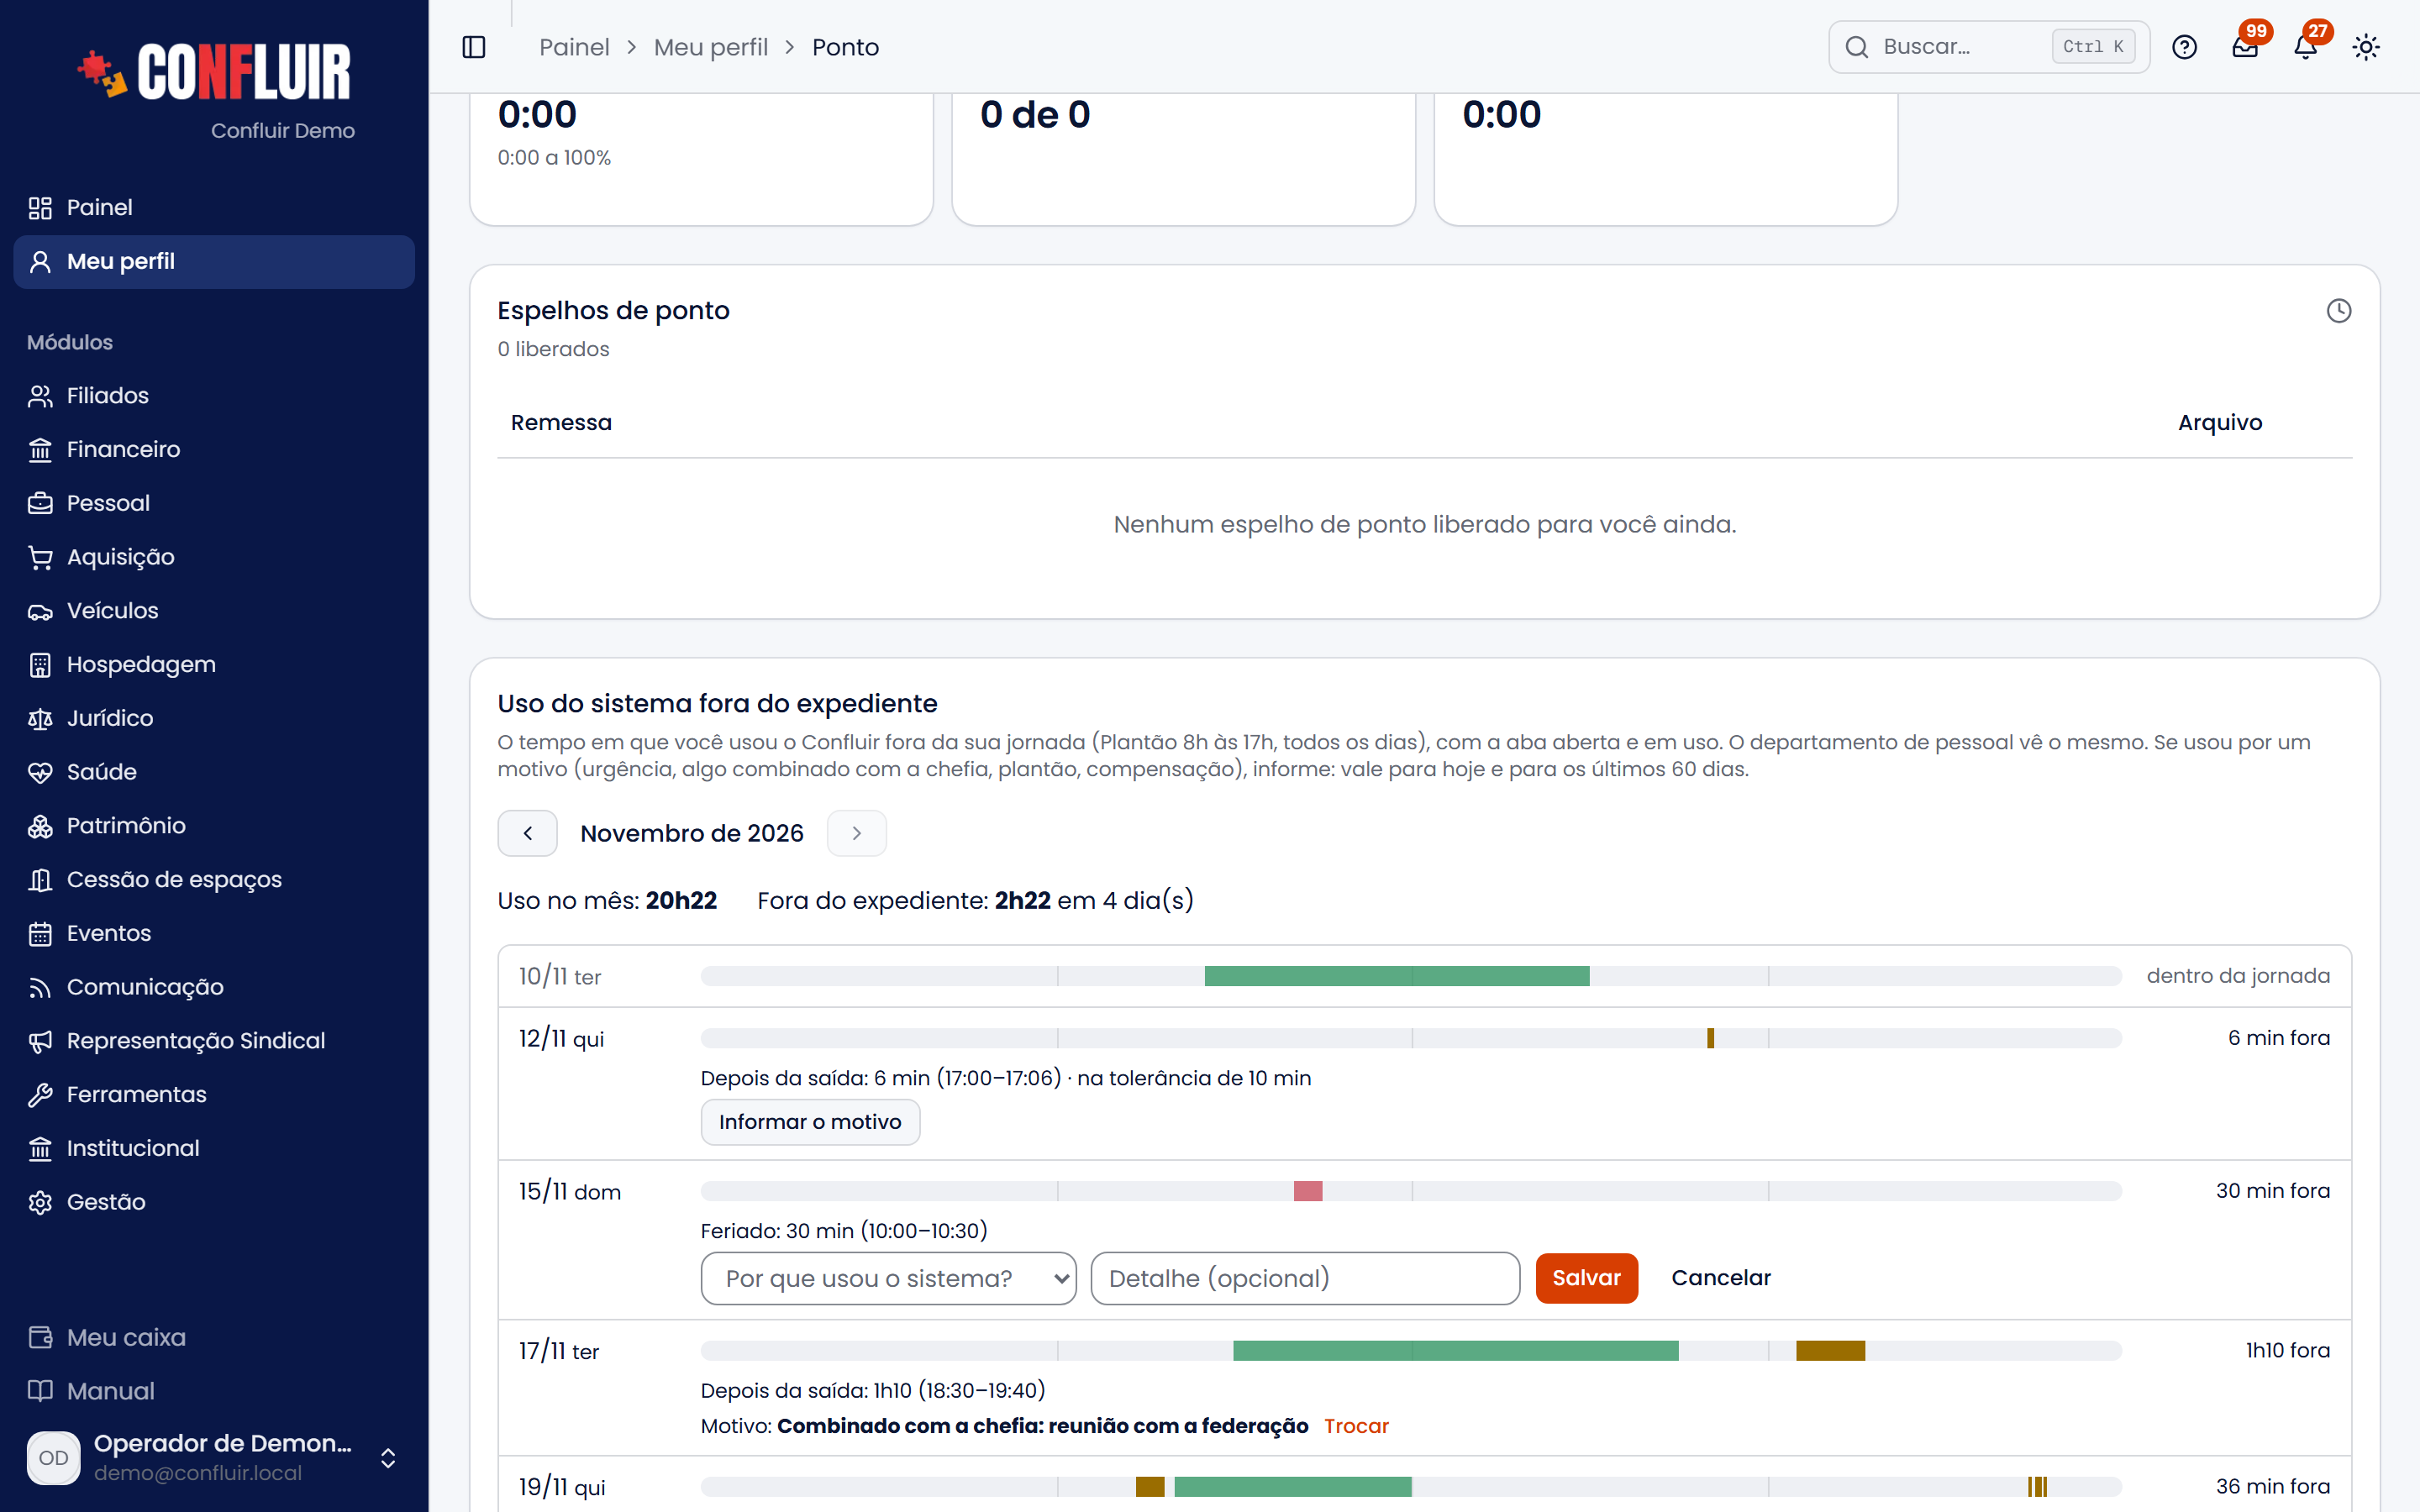 CONFLUIR
Confluir Demo
Painel
Meu perfil
Módulos
Filiados
Financeiro
Pessoal
Aquisição
Veículos
Hospedagem
Jurídico
Saúde
Patrimônio
Cessão de espaços
Eventos
Comunicação
Representação Sindical
Ferramentas
Institucional
Gestão
Meu caixa
Manual
OD
Operador de Demon...
demo@confluir.local
Painel > Meu perfil > Ponto
Buscar... Ctrl K
99
27
0:00
0:00 a 100%
0 de 0
0:00
Espelhos de ponto
0 liberados
Remessa Arquivo
Nenhum espelho de ponto liberado para você ainda.
Uso do sistema fora do expediente
O tempo em que você usou o Confluir fora da sua jornada (Plantão 8h às 17h, todos os dias), com a aba aberta e em uso. O departamento de pessoal vê o mesmo. Se usou por um
motivo (urgência, algo combinado com a chefia, plantão, compensação), informe: vale para hoje e para os últimos 60 dias.
Novembro de 2026
Uso no mês: 20h22 Fora do expediente: 2h22 em 4 dia(s)
10/11 ter dentro da jornada
12/11 qui 6 min fora
Depois da saída: 6 min (17:00–17:06) · na tolerância de 10 min
Informar o motivo
15/11 dom 30 min fora
Feriado: 30 min (10:00–10:30)
Por que usou o sistema? Detalhe (opcional) Salvar Cancelar
17/11 ter 1h10 fora
Depois da saída: 1h10 (18:30–19:40)
Motivo: Combinado com a chefia: reunião com a federação Trocar
19/11 qui 36 min fora